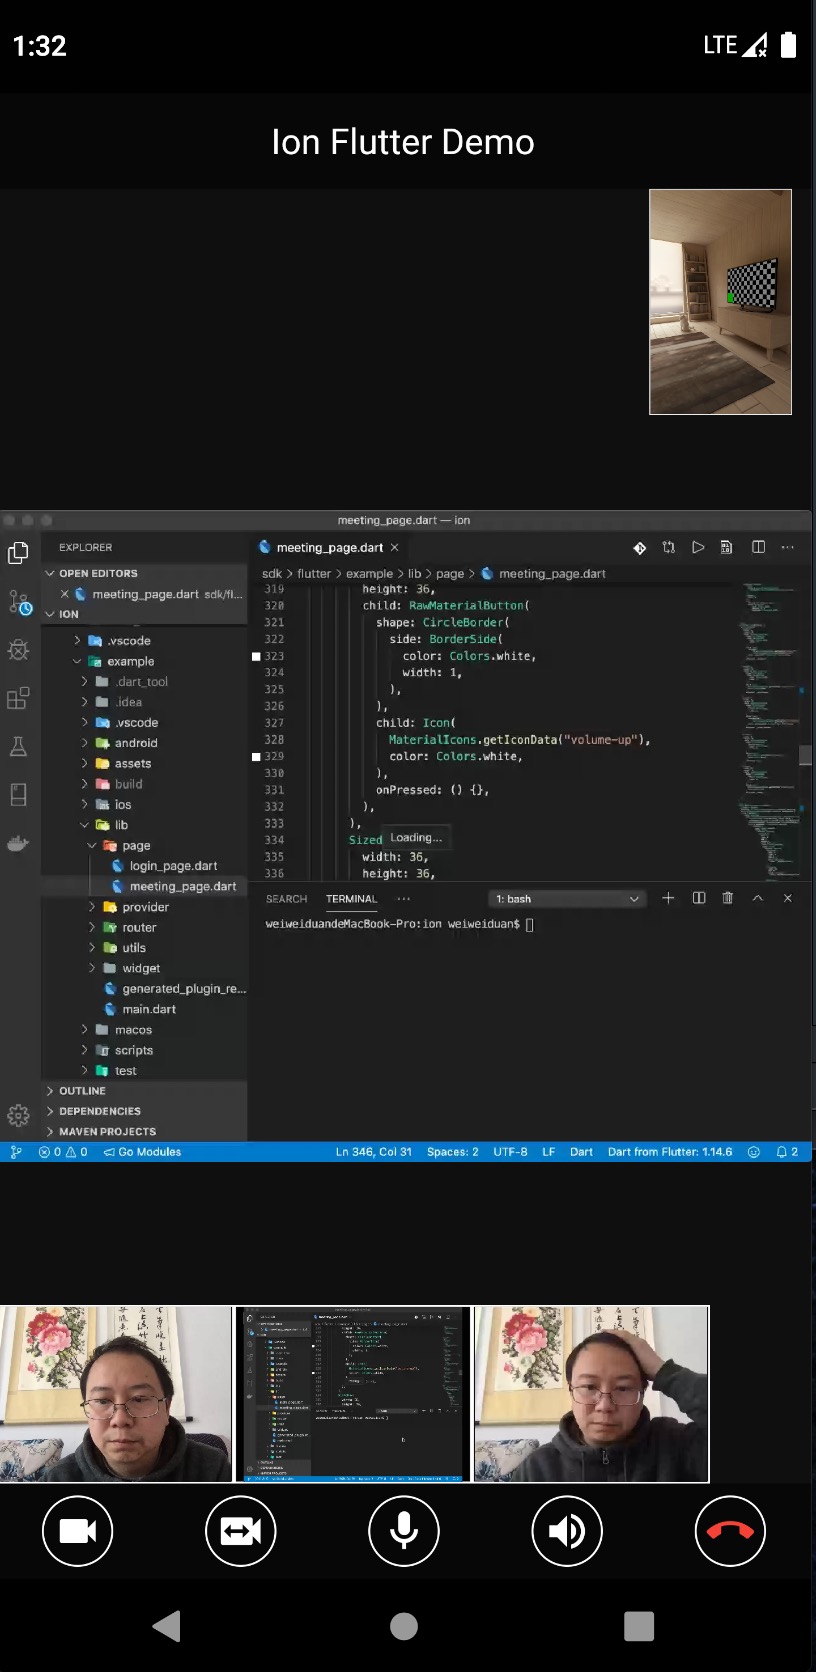 1:32
LTE
Ion Flutter Demo
meeting_page.dart — ion
EXPLORER
OPEN EDITORS
meeting_page.dart sdk/fl...
ION
.vscode
example
.dart_tool
.idea
.vscode
android
assets
build
ios
lib
page
login_page.dart
meeting_page.dart
provider
router
utils
widget
generated_plugin_re...
main.dart
macos
scripts
test
OUTLINE
DEPENDENCIES
MAVEN PROJECTS
meeting_page.dart
sdk > flutter > example > lib > page > meeting_page.dart
319 height: 36,
320 child: RawMaterialButton(
321 shape: CircleBorder(
322 side: BorderSide(
323 color: Colors.white,
324 width: 1,
325 ),
326 ),
327 child: Icon(
328 MaterialIcons.getIconData("volume-up"),
329 color: Colors.white,
330 ),
331 onPressed: () {},
332 ),
333 ),
334 Sized
Loading...
335 width: 36,
336 height: 36,
SEARCH TERMINAL ... 1: bash
weiweiduandeMacBook-Pro:ion weiweiduan$
0 0 Go Modules Ln 346, Col 31 Spaces: 2 UTF-8 LF Dart Dart from Flutter: 1.14.6 2